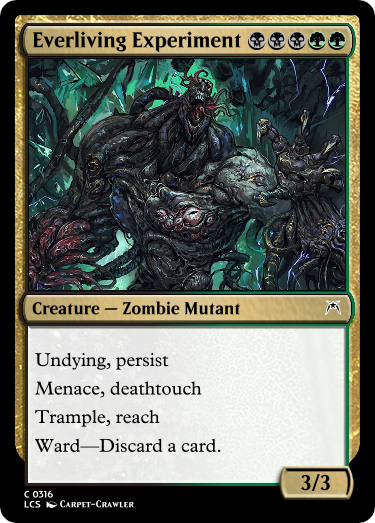 Everliving Experiment
Creature — Zombie Mutant
Undying, persist
Menace, deathtouch
Trample, reach
Ward—Discard a card.
3/3
C 0316
LCS Carpet-Crawler